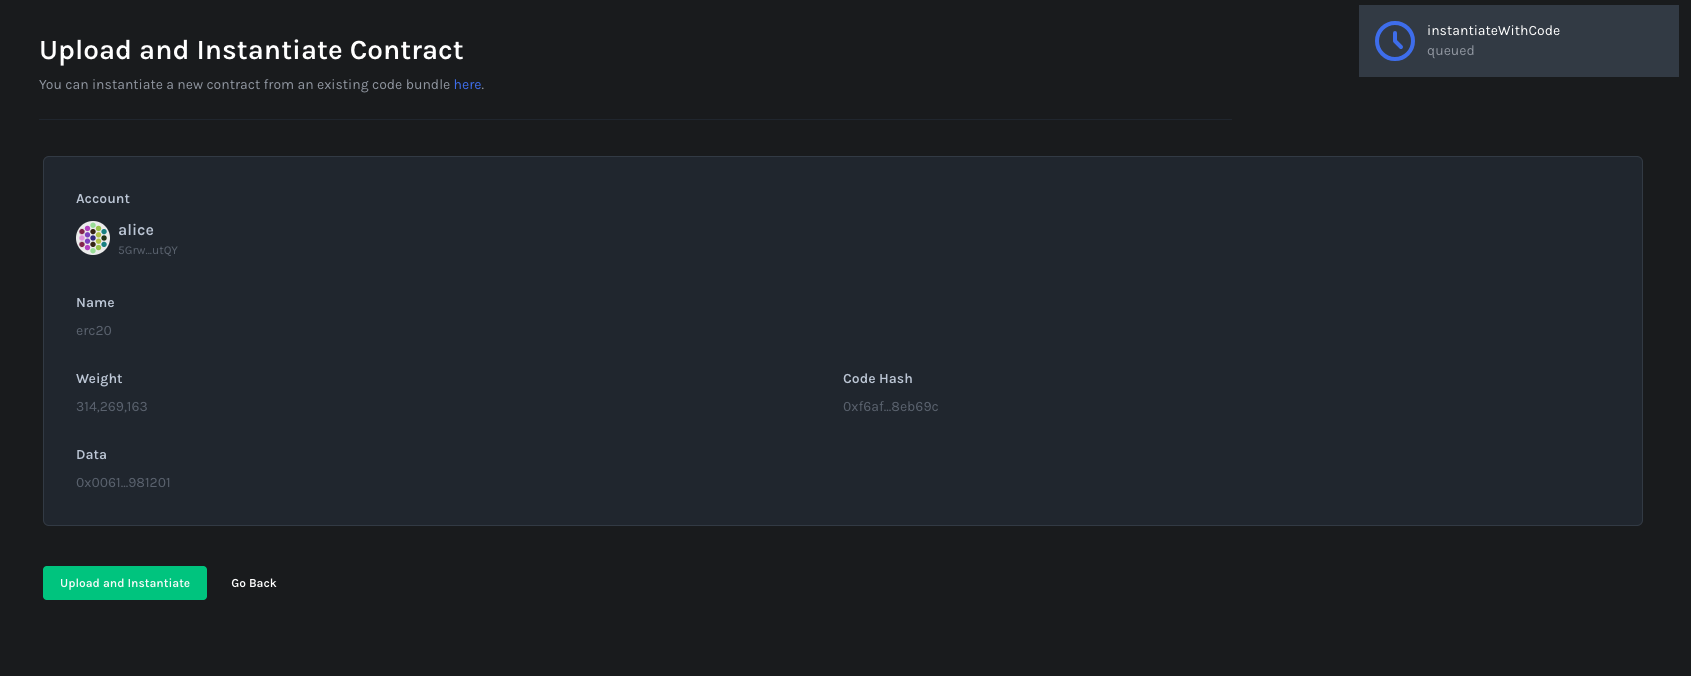 Upload and Instantiate Contract
You can instantiate a new contract from an existing code bundle here.
instantiateWithCode
queued
Account
alice
5Grw...utQY
Name
erc20
Weight
314,269,163
Code Hash
0xf6af...8eb69c
Data
0x0061...981201
Upload and Instantiate
Go Back